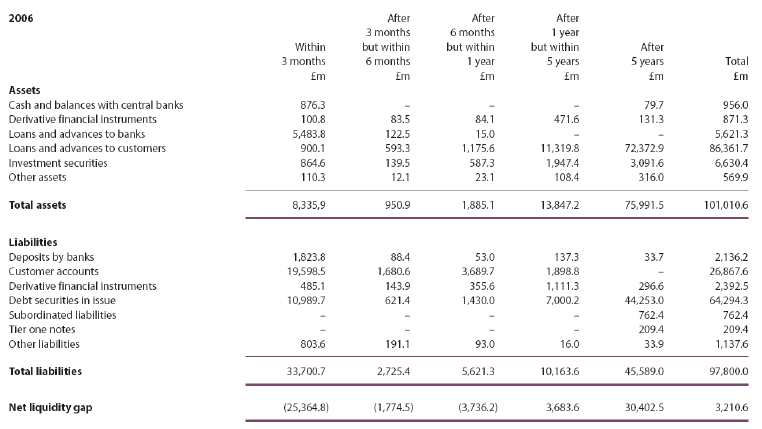 2006 After After After
3 months 6 months 1 year
Within but within but within but within After
3 months 6 months 1 year 5 years 5 years Total
£m £m £m £m £m £m
Assets
Cash and balances with central banks 876.3 – – – 79.7 956.0
Derivative financial instruments 100.8 83.5 84.1 471.6 131.3 871.3
Loans and advances to banks 5,483.8 122.5 15.0 – – 5,621.3
Loans and advances to customers 900.1 593.3 1,175.6 11,319.8 72,372.9 86,361.7
Investment securities 864.6 139.5 587.3 1,947.4 3,091.6 6,630.4
Other assets 110.3 12.1 23.1 108.4 316.0 569.9
Total assets 8,335,9 950.9 1,885.1 13,847.2 75,991.5 101,010.6
Liabilities
Deposits by banks 1,823.8 88.4 53.0 137.3 33.7 2,136.2
Customer accounts 19,598.5 1,680.6 3,689.7 1,898.8 – 26,867.6
Derivative financial instruments 485.1 143.9 355.6 1,111.3 296.6 2,392.5
Debt securities in issue 10,989.7 621.4 1,430.0 7,000.2 44,253.0 64,294.3
Subordinated liabilities – – – – 762.4 762.4
Tier one notes – – – – 209.4 209.4
Other liabilities 803.6 191.1 93.0 16.0 33.9 1,137.6
Total liabilities 33,700.7 2,725.4 5,621.3 10,163.6 45,589.0 97,800.0
Net liquidity gap (25,364.8) (1,774.5) (3,736.2) 3,683.6 30,402.5 3,210.6